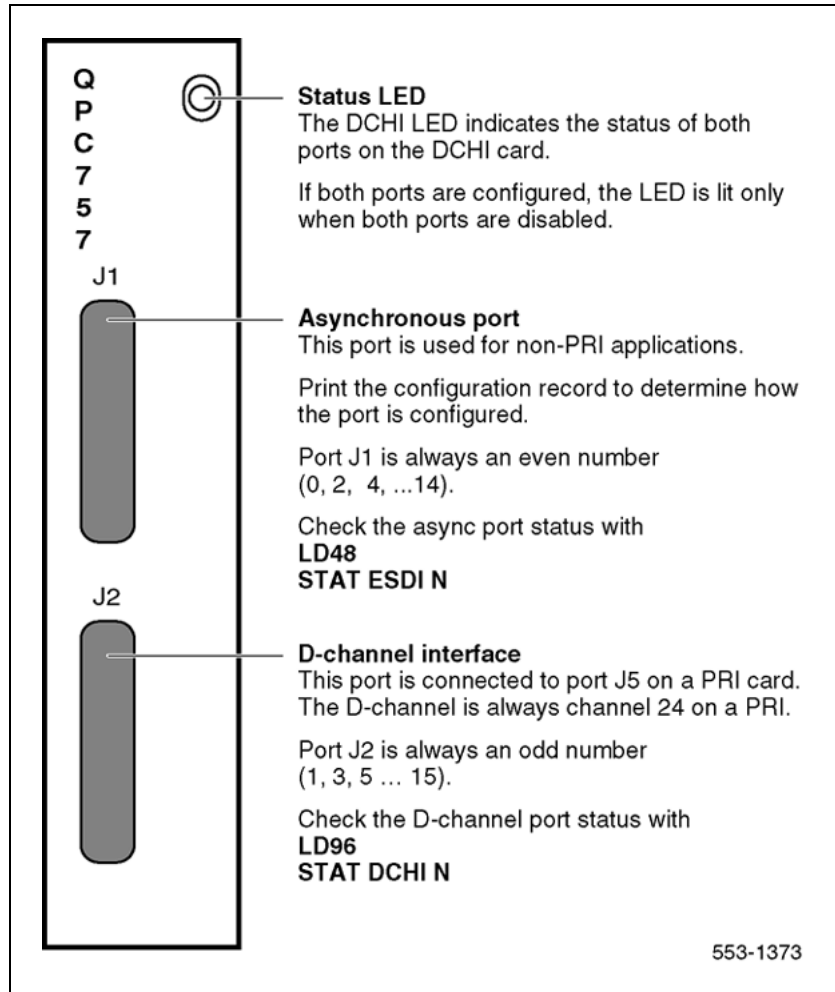 Q
P
C
7
5
7
J1
J2
Status LED
The DCHI LED indicates the status of both
ports on the DCHI card.
If both ports are configured, the LED is lit only
when both ports are disabled.
Asynchronous port
This port is used for non-PRI applications.
Print the configuration record to determine how
the port is configured.
Port J1 is always an even number
(0, 2,  4, ...14).
Check the async port status with
LD48
STAT ESDI N
D-channel interface
This port is connected to port J5 on a PRI card.
The D-channel is always channel 24 on a PRI.
Port J2 is always an odd number
(1, 3, 5 … 15).
Check the D-channel port status with
LD96
STAT DCHI N
553-1373